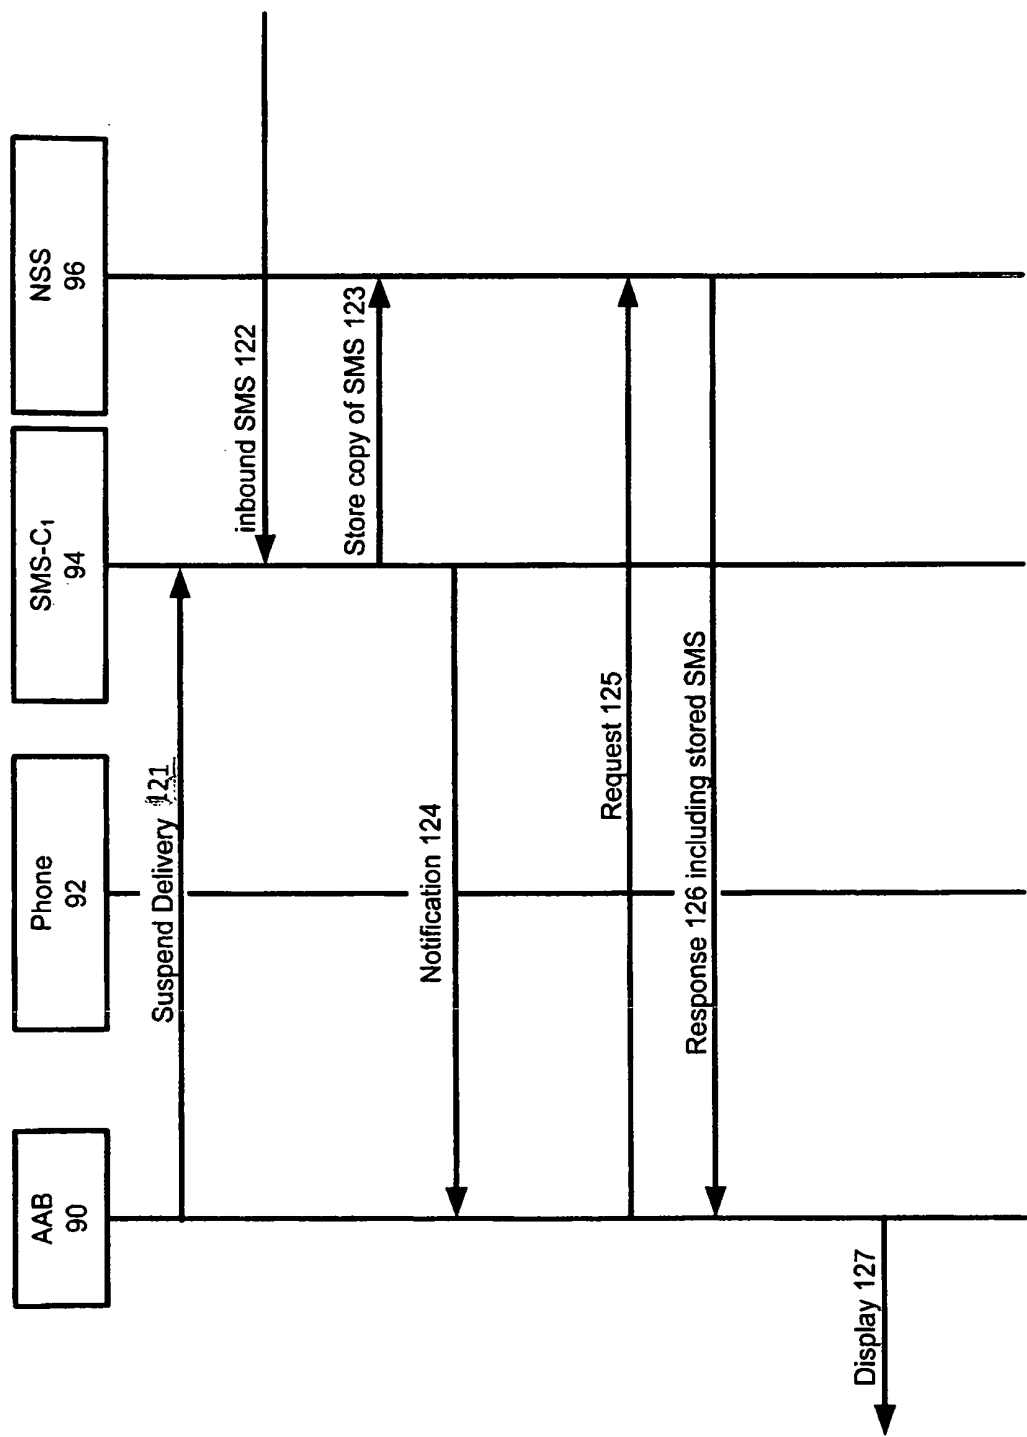 AAB
90
Phone
92
SMS-C1
94
NSS
96
Suspend Delivery 121
inbound SMS 122
Store copy of SMS 123
Notification 124
Request 125
Response 126 including stored SMS
Display 127